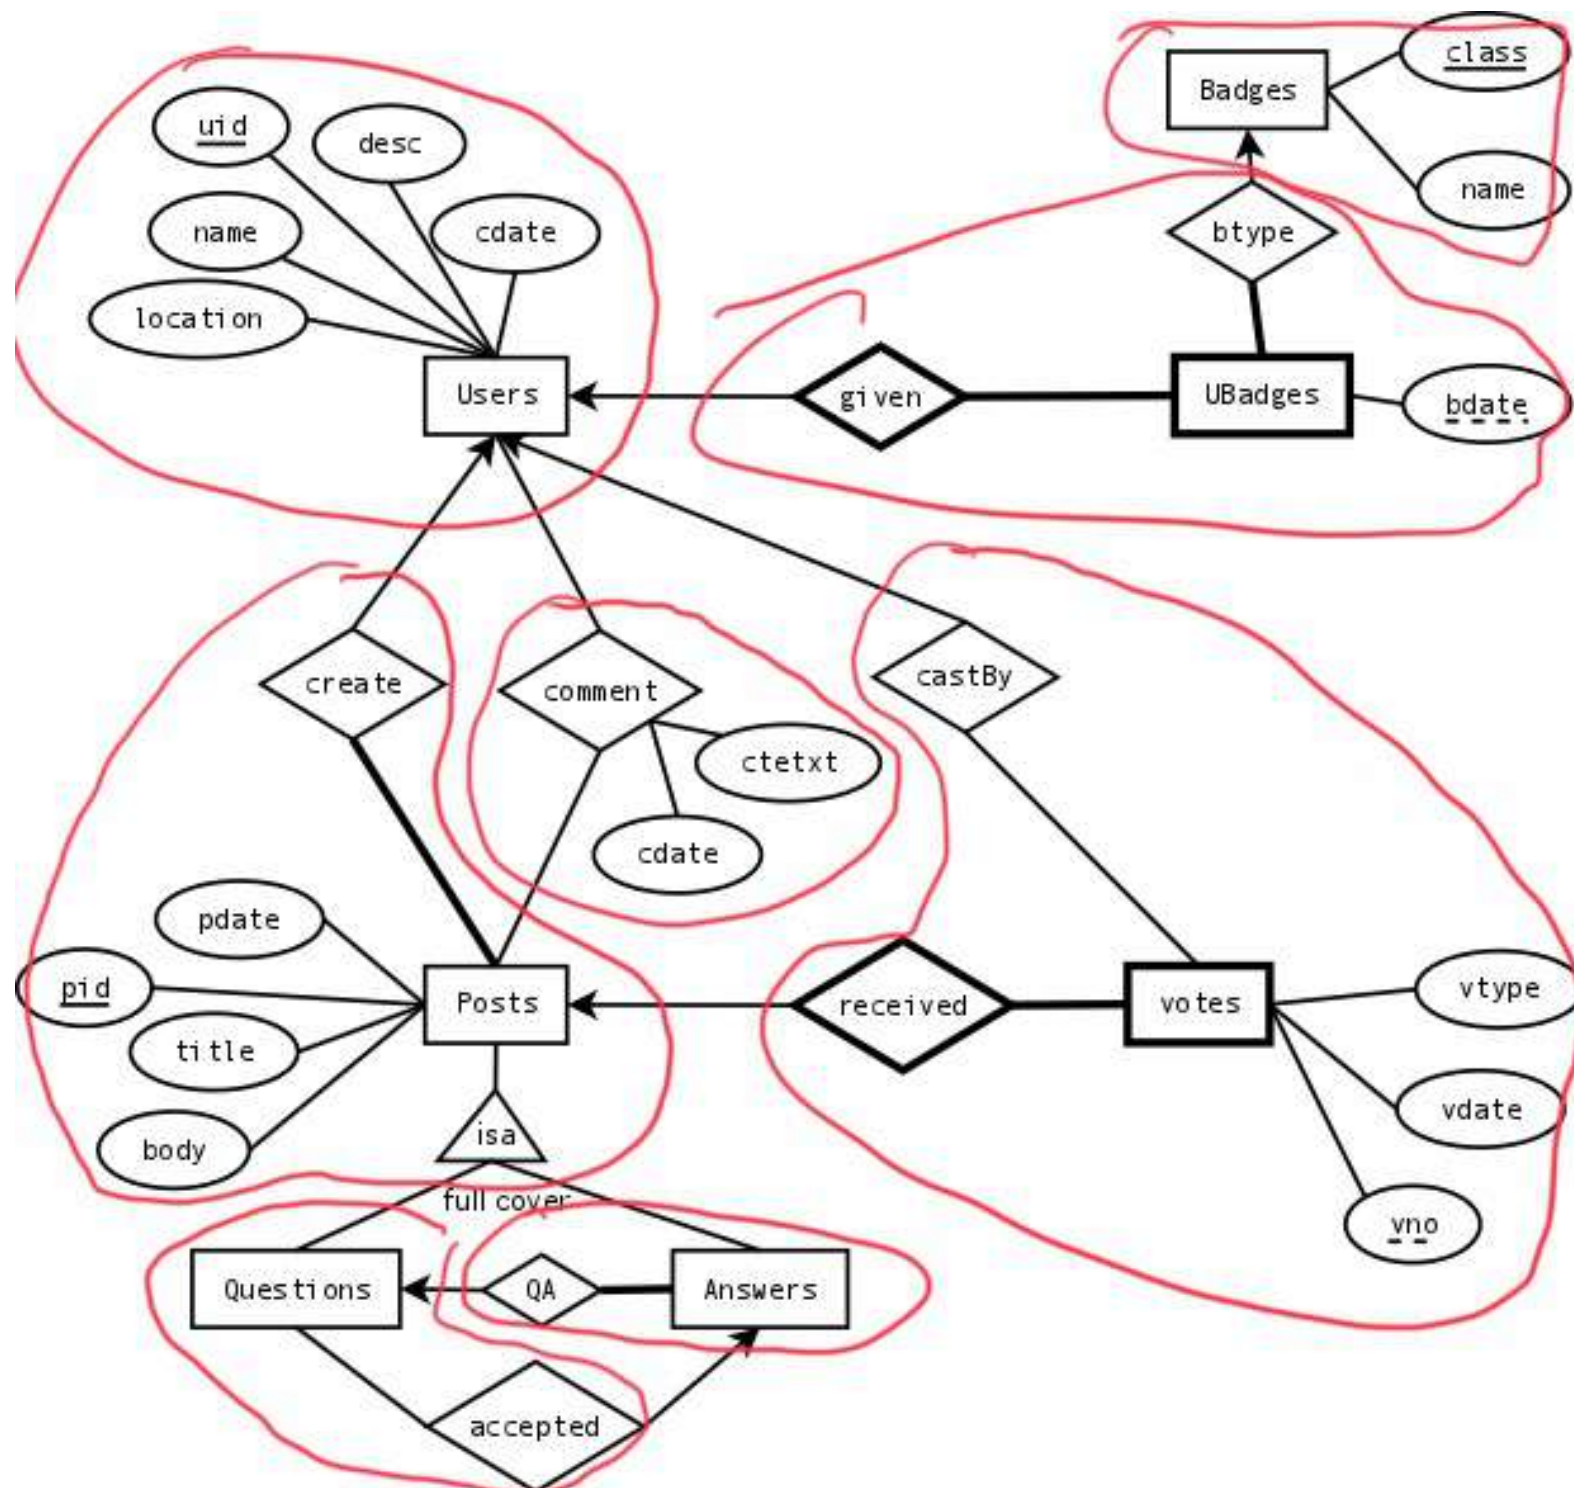 class
Badges
uid
desc
name
name
cdate
btype
location
Users
given
UBadges
bdate
create
comment
castBy
ctetxt
cdate
pdate
pid
Posts
received
votes
vtype
title
vdate
body
isa
full cover
vno
Questions
QA
Answers
accepted